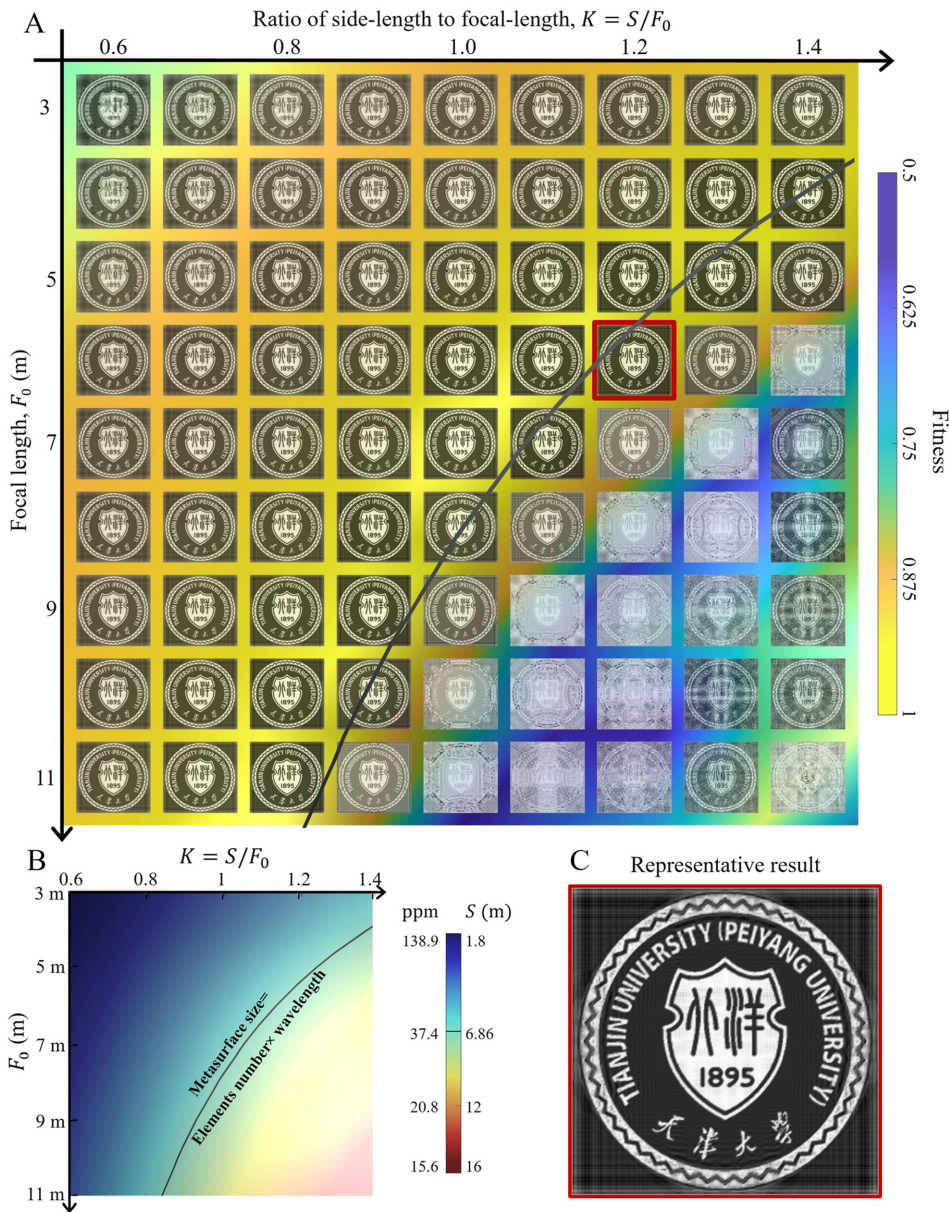 A
Ratio of side-length to focal-length, K = S/F₀
0.6 0.8 1.0 1.2 1.4
Focal length, F₀ (m)
3
5
7
9
11
Fitness
0.5
0.625
0.75
0.875
1
B
K = S/F₀
0.6 0.8 1 1.2 1.4
F₀ (m)
3 m
5 m
7 m
9 m
11 m
Metasurface size=
Elements number× wavelength
ppm S (m)
138.9 1.8
37.4 6.86
20.8 12
15.6 16
C
Representative result
TIANJIN UNIVERSITY (PEIYANG UNIVERSITY)
1895
天津大学